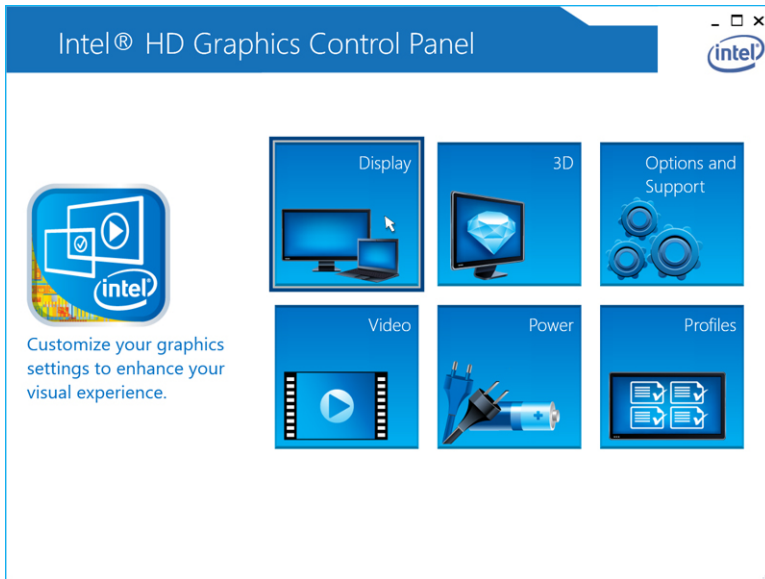 Intel® HD Graphics Control Panel
intel
Display
3D
Options and
Support
intel
Customize your graphics
settings to enhance your
visual experience.
Video
Power
Profiles